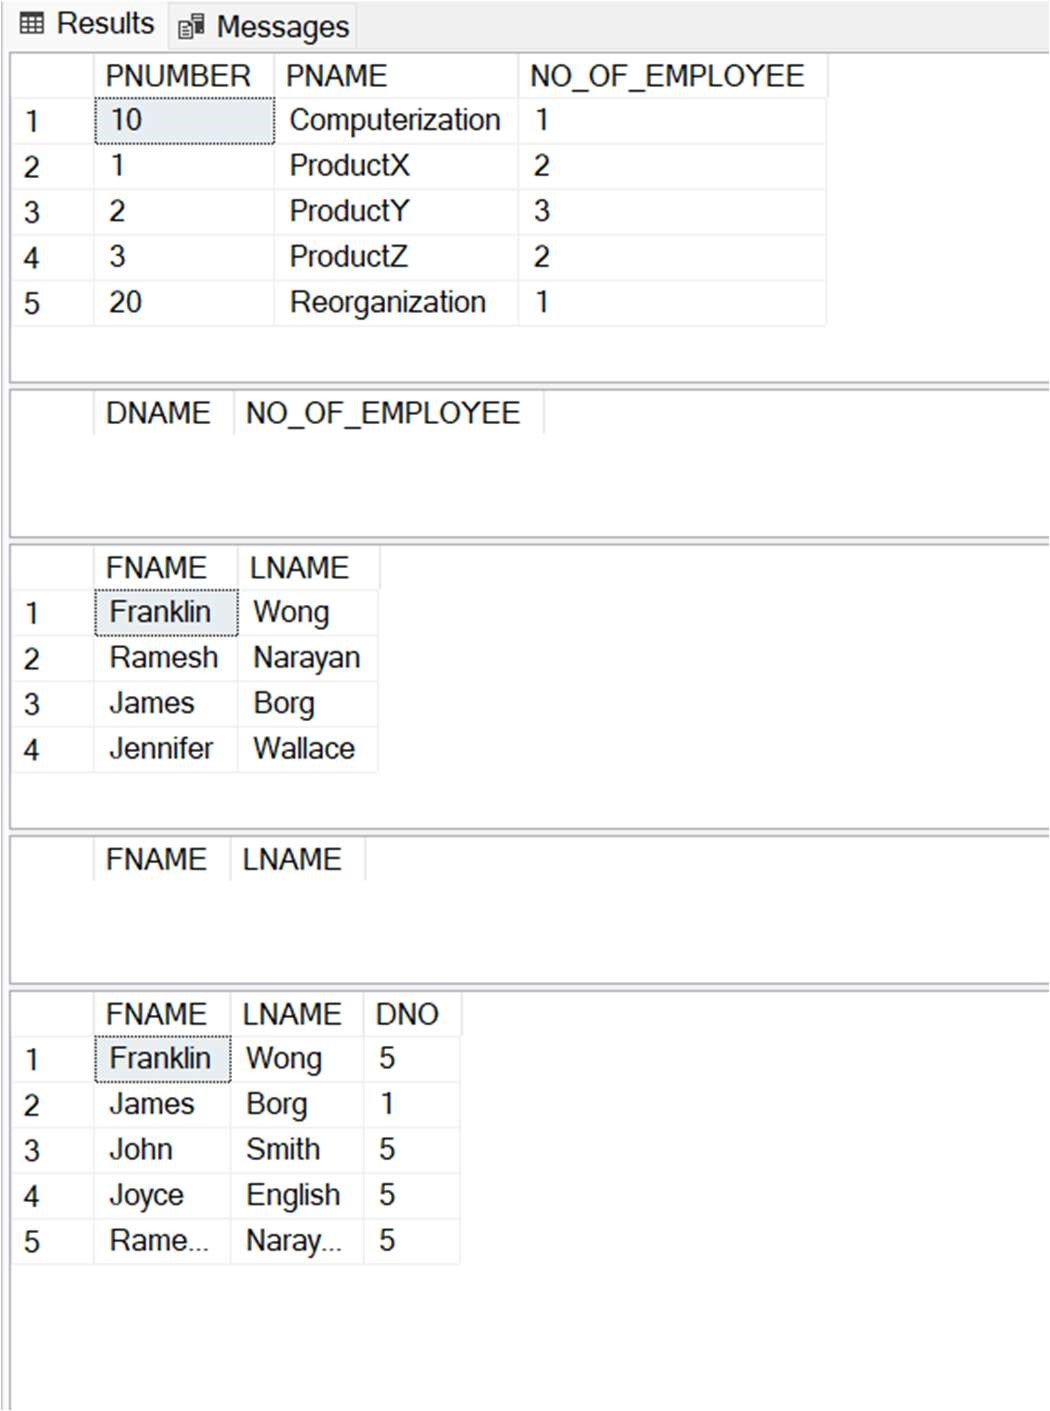 Results Messages
PNUMBER PNAME NO_OF_EMPLOYEE
1 10 Computerization 1
2 1 ProductX 2
3 2 ProductY 3
4 3 ProductZ 2
5 20 Reorganization 1
DNAME NO_OF_EMPLOYEE
FNAME LNAME
1 Franklin Wong
2 Ramesh Narayan
3 James Borg
4 Jennifer Wallace
FNAME LNAME
FNAME LNAME DNO
1 Franklin Wong 5
2 James Borg 1
3 John Smith 5
4 Joyce English 5
5 Rame... Naray... 5